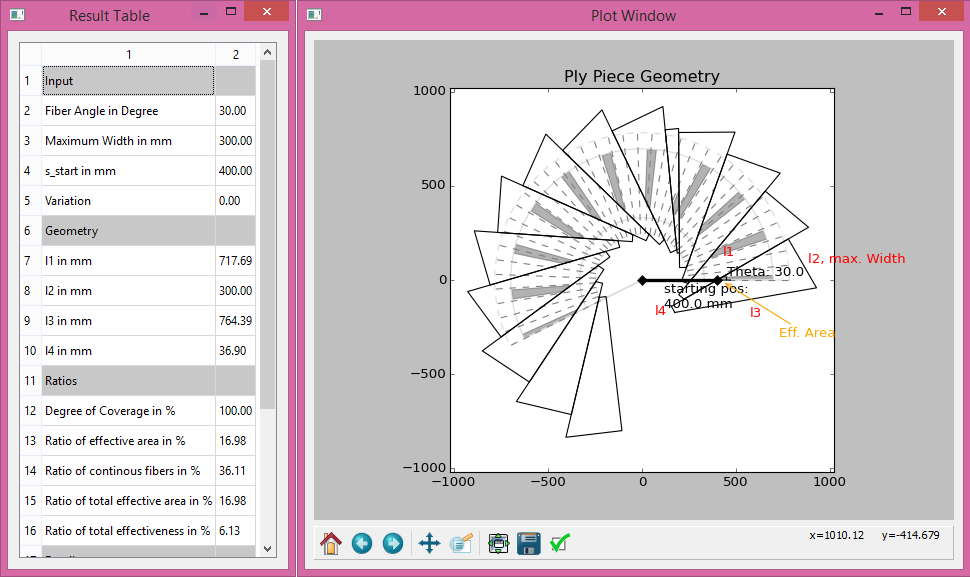 Result Table
1 2
1 Input
2 Fiber Angle in Degree 30.00
3 Maximum Width in mm 300.00
4 s_start in mm 400.00
5 Variation 0.00
6 Geometry
7 l1 in mm 717.69
8 l2 in mm 300.00
9 l3 in mm 764.39
10 l4 in mm 36.90
11 Ratios
12 Degree of Coverage in % 100.00
13 Ratio of effective area in % 16.98
14 Ratio of continous fibers in % 36.11
15 Ratio of total effective area in % 16.98
16 Ratio of total effectiveness in % 6.13
Plot Window
Ply Piece Geometry
1000
500
0
−500
−1000
−1000 −500 0 500 1000
l1
l2, max. Width
Theta: 30.0
starting pos:
400.0 mm
l4
l3
Eff. Area
x=1010.12 y=-414.679